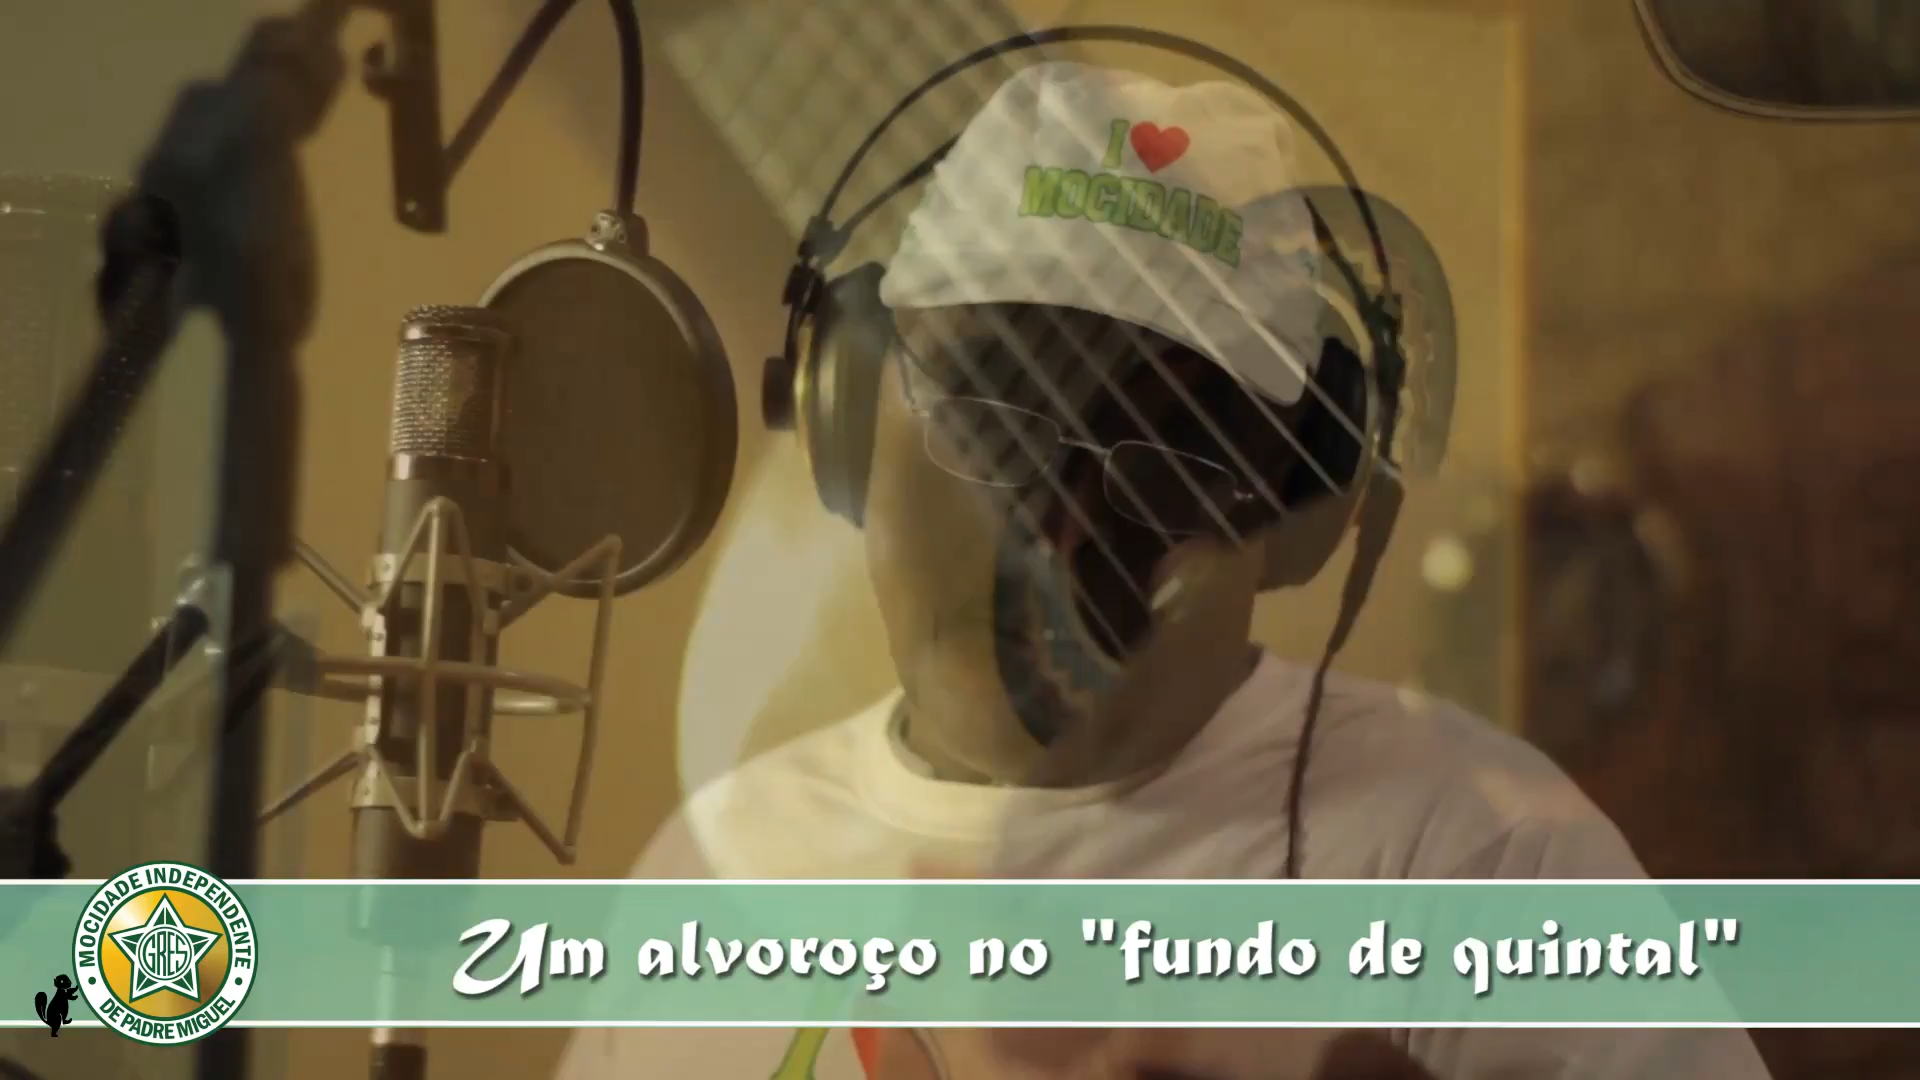 I ❤
MOCIDADE
MOCIDADE INDEPENDENTE
GRES
DE PADRE MIGUEL
Um alvoroço no "fundo de quintal"